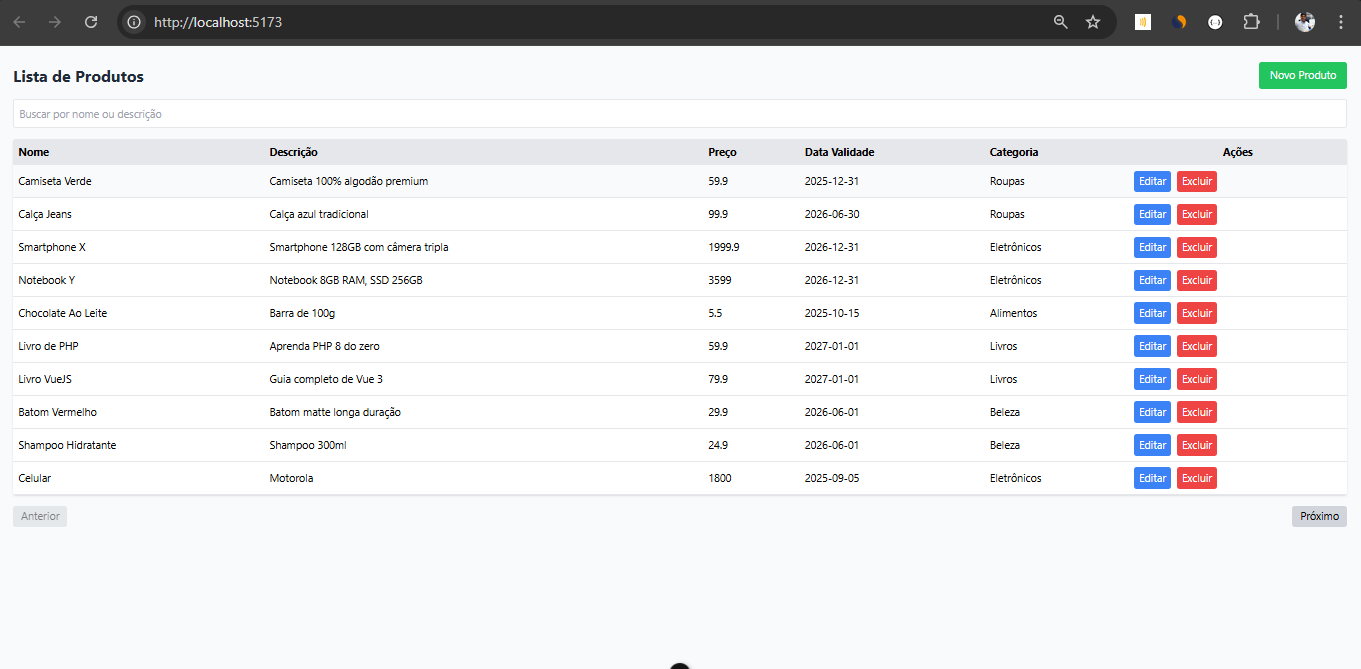 http://localhost:5173
Lista de Produtos Novo Produto
Buscar por nome ou descrição
Nome Descrição Preço Data Validade Categoria Ações
Camiseta Verde Camiseta 100% algodão premium 59.9 2025-12-31 Roupas Editar Excluir
Calça Jeans Calça azul tradicional 99.9 2026-06-30 Roupas Editar Excluir
Smartphone X Smartphone 128GB com câmera tripla 1999.9 2026-12-31 Eletrônicos Editar Excluir
Notebook Y Notebook 8GB RAM, SSD 256GB 3599 2026-12-31 Eletrônicos Editar Excluir
Chocolate Ao Leite Barra de 100g 5.5 2025-10-15 Alimentos Editar Excluir
Livro de PHP Aprenda PHP 8 do zero 59.9 2027-01-01 Livros Editar Excluir
Livro VueJS Guia completo de Vue 3 79.9 2027-01-01 Livros Editar Excluir
Batom Vermelho Batom matte longa duração 29.9 2026-06-01 Beleza Editar Excluir
Shampoo Hidratante Shampoo 300ml 24.9 2026-06-01 Beleza Editar Excluir
Celular Motorola 1800 2025-09-05 Eletrônicos Editar Excluir
Anterior Próximo